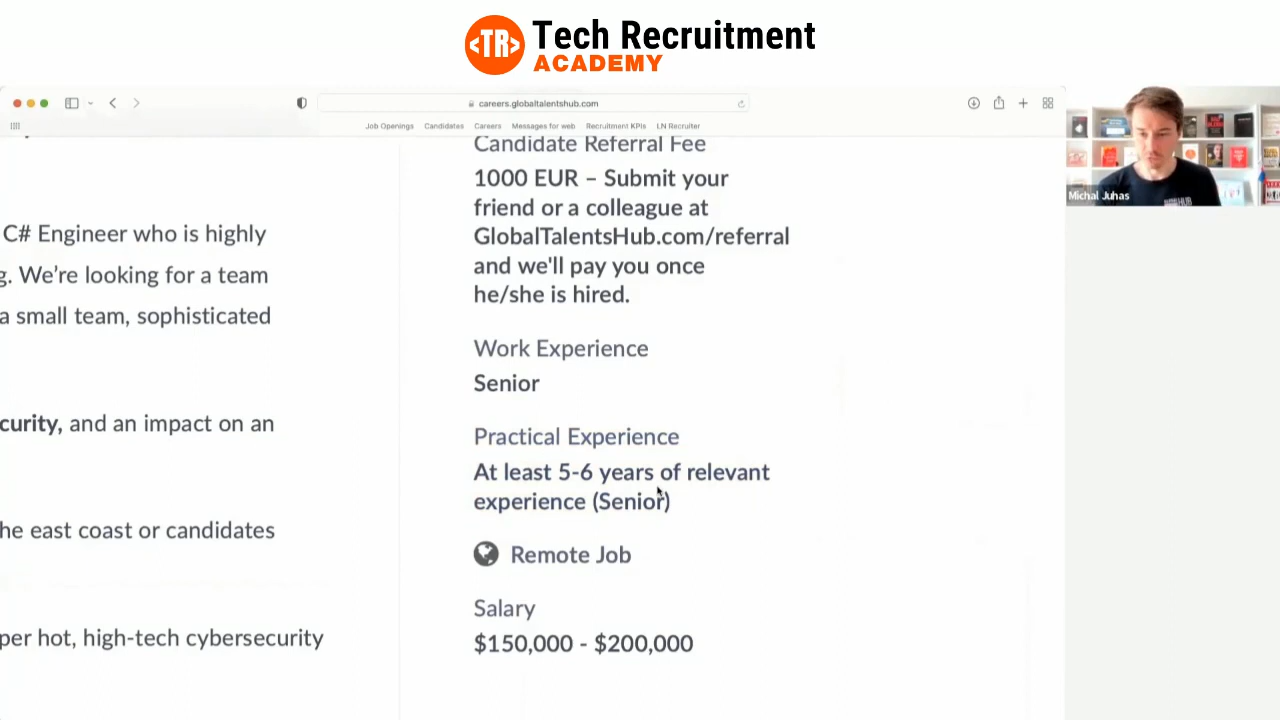 <TR> Tech Recruitment
ACADEMY
careers.globaltalentshub.com
Job Openings Candidates Careers Messages for web Recruitment KPIs LN Recruiter
Candidate Referral Fee
1000 EUR – Submit your
friend or a colleague at
GlobalTalentsHub.com/referral
and we'll pay you once
he/she is hired.
Work Experience
Senior
Practical Experience
At least 5-6 years of relevant
experience (Senior)
Remote Job
Salary
$150,000 - $200,000
C# Engineer who is highly
g. We're looking for a team
a small team, sophisticated
curity, and an impact on an
he east coast or candidates
per hot, high-tech cybersecurity
Michal Juhas